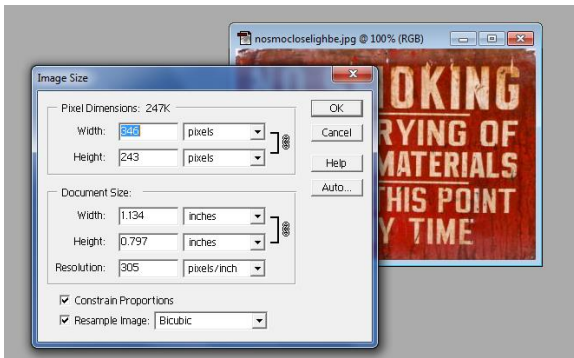 nosmocloselighbe.jpg @ 100% (RGB)
OKING
RYING OF
MATERIALS
THIS POINT
Y TIME
Image Size
Pixel Dimensions: 247K
Width: 346 pixels
Height: 243 pixels
Document Size:
Width: 1.134 inches
Height: 0.797 inches
Resolution: 305 pixels/inch
Constrain Proportions
Resample Image: Bicubic
OK
Cancel
Help
Auto...